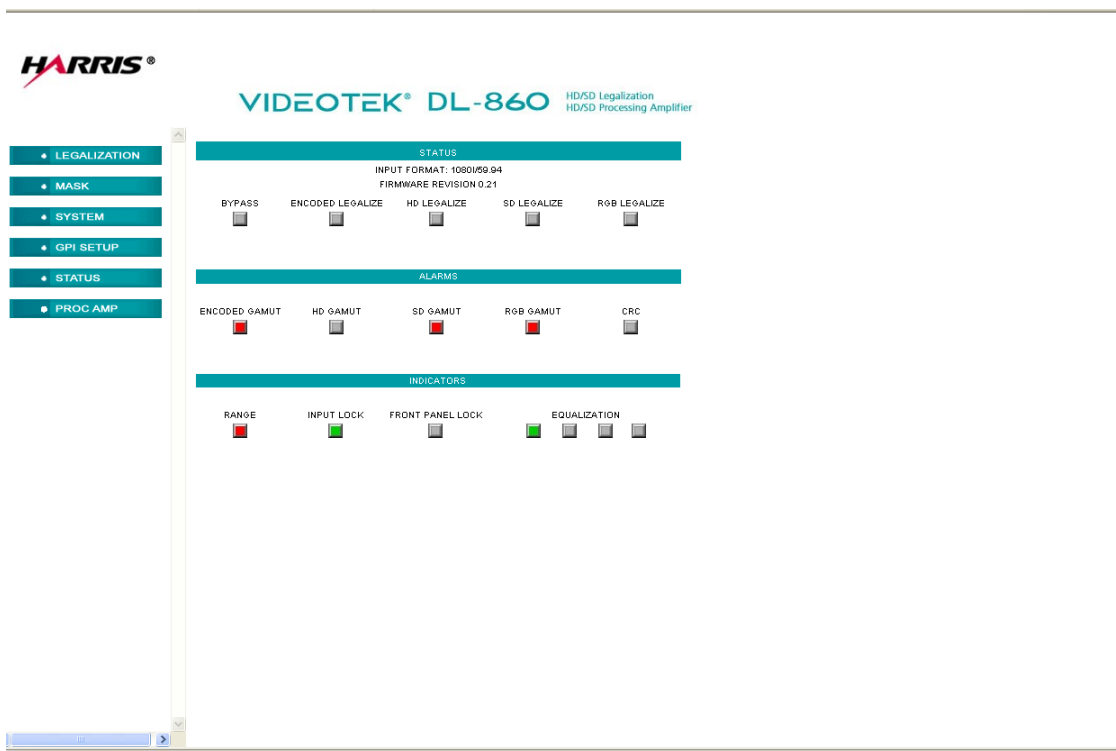 HARRIS®
VIDEOTEK® DL-860
HD/SD Legalization
HD/SD Processing Amplifier
LEGALIZATION
MASK
SYSTEM
GPI SETUP
STATUS
PROC AMP
STATUS
INPUT FORMAT: 1080I/59.94
FIRMWARE REVISION 0.21
BYPASS ENCODED LEGALIZE HD LEGALIZE SD LEGALIZE RGB LEGALIZE
ALARMS
ENCODED GAMUT HD GAMUT SD GAMUT RGB GAMUT CRC
INDICATORS
RANGE INPUT LOCK FRONT PANEL LOCK EQUALIZATION